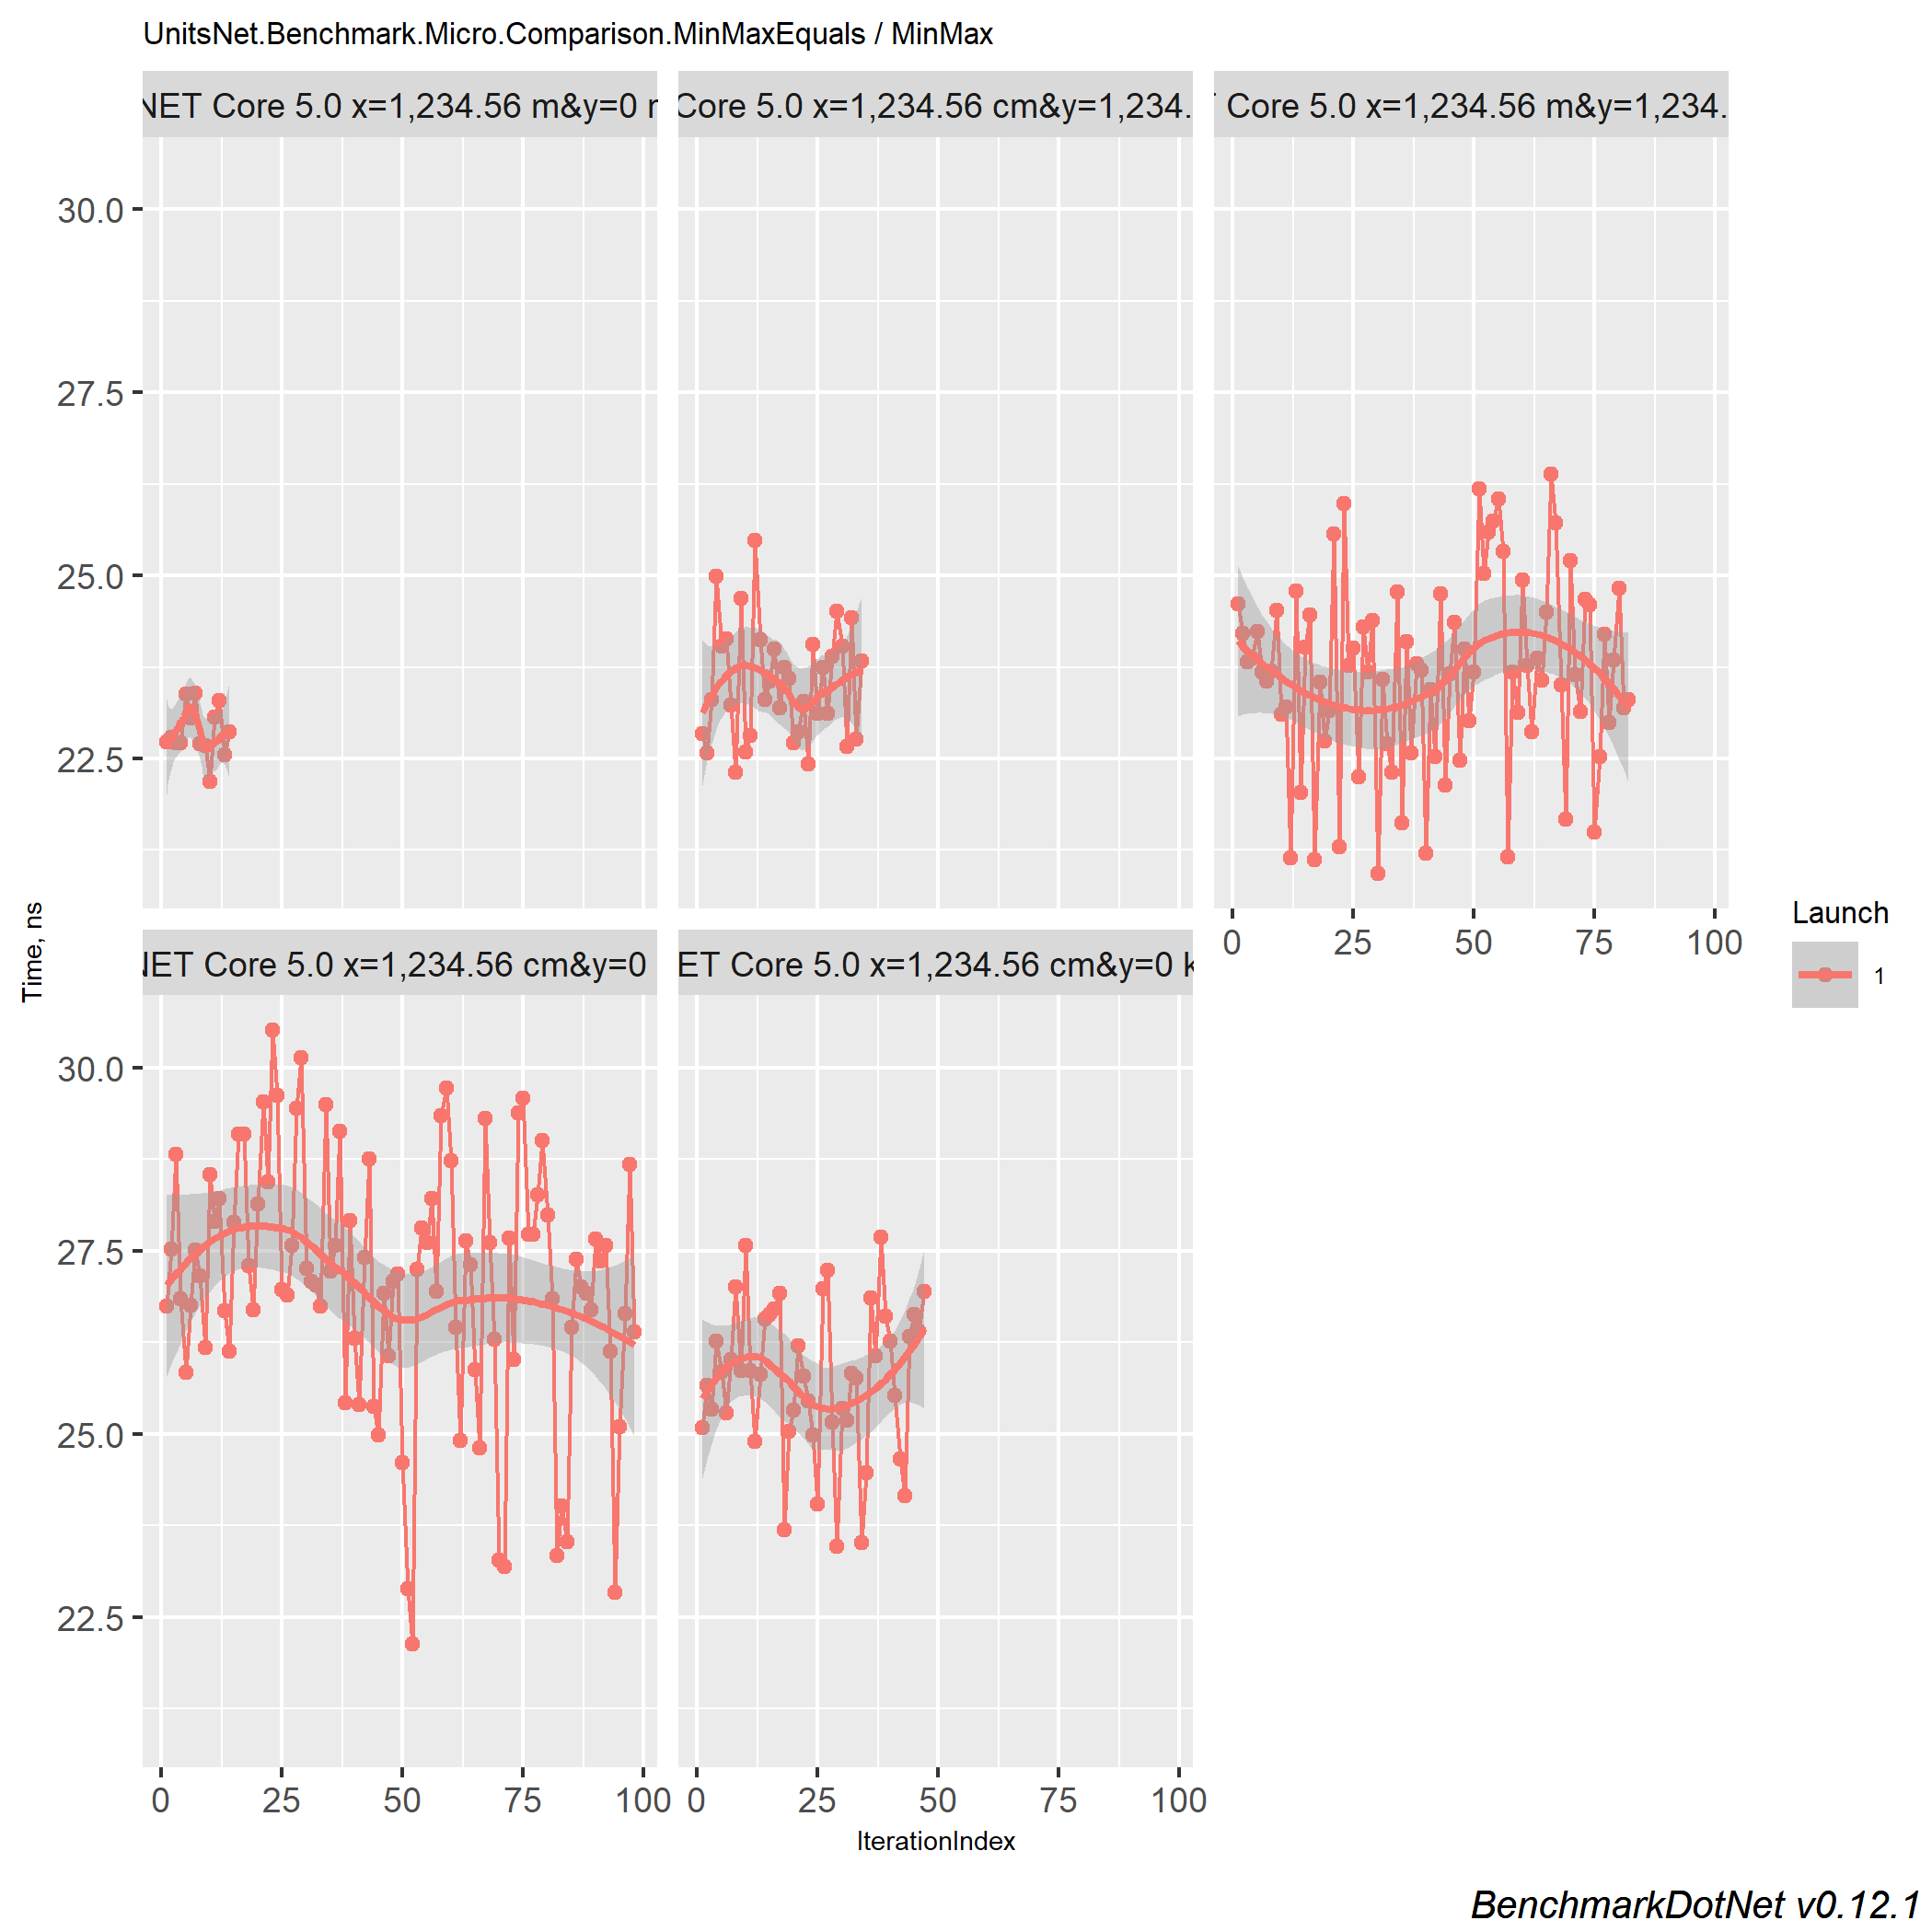 UnitsNet.Benchmark.Micro.Comparison.MinMaxEquals / MinMax
NET Core 5.0 x=1,234.56 m&y=0
Core 5.0 x=1,234.56 cm&y=1,234.
Core 5.0 x=1,234.56 m&y=1,234.
30.0
27.5
25.0
22.5
0 25 50 75 100
Time, ns
Launch
1
NET Core 5.0 x=1,234.56 cm&y=0
ET Core 5.0 x=1,234.56 cm&y=0 k
30.0
27.5
25.0
22.5
0 25 50 75 100 0 25 50 75 100
IterationIndex
BenchmarkDotNet v0.12.1